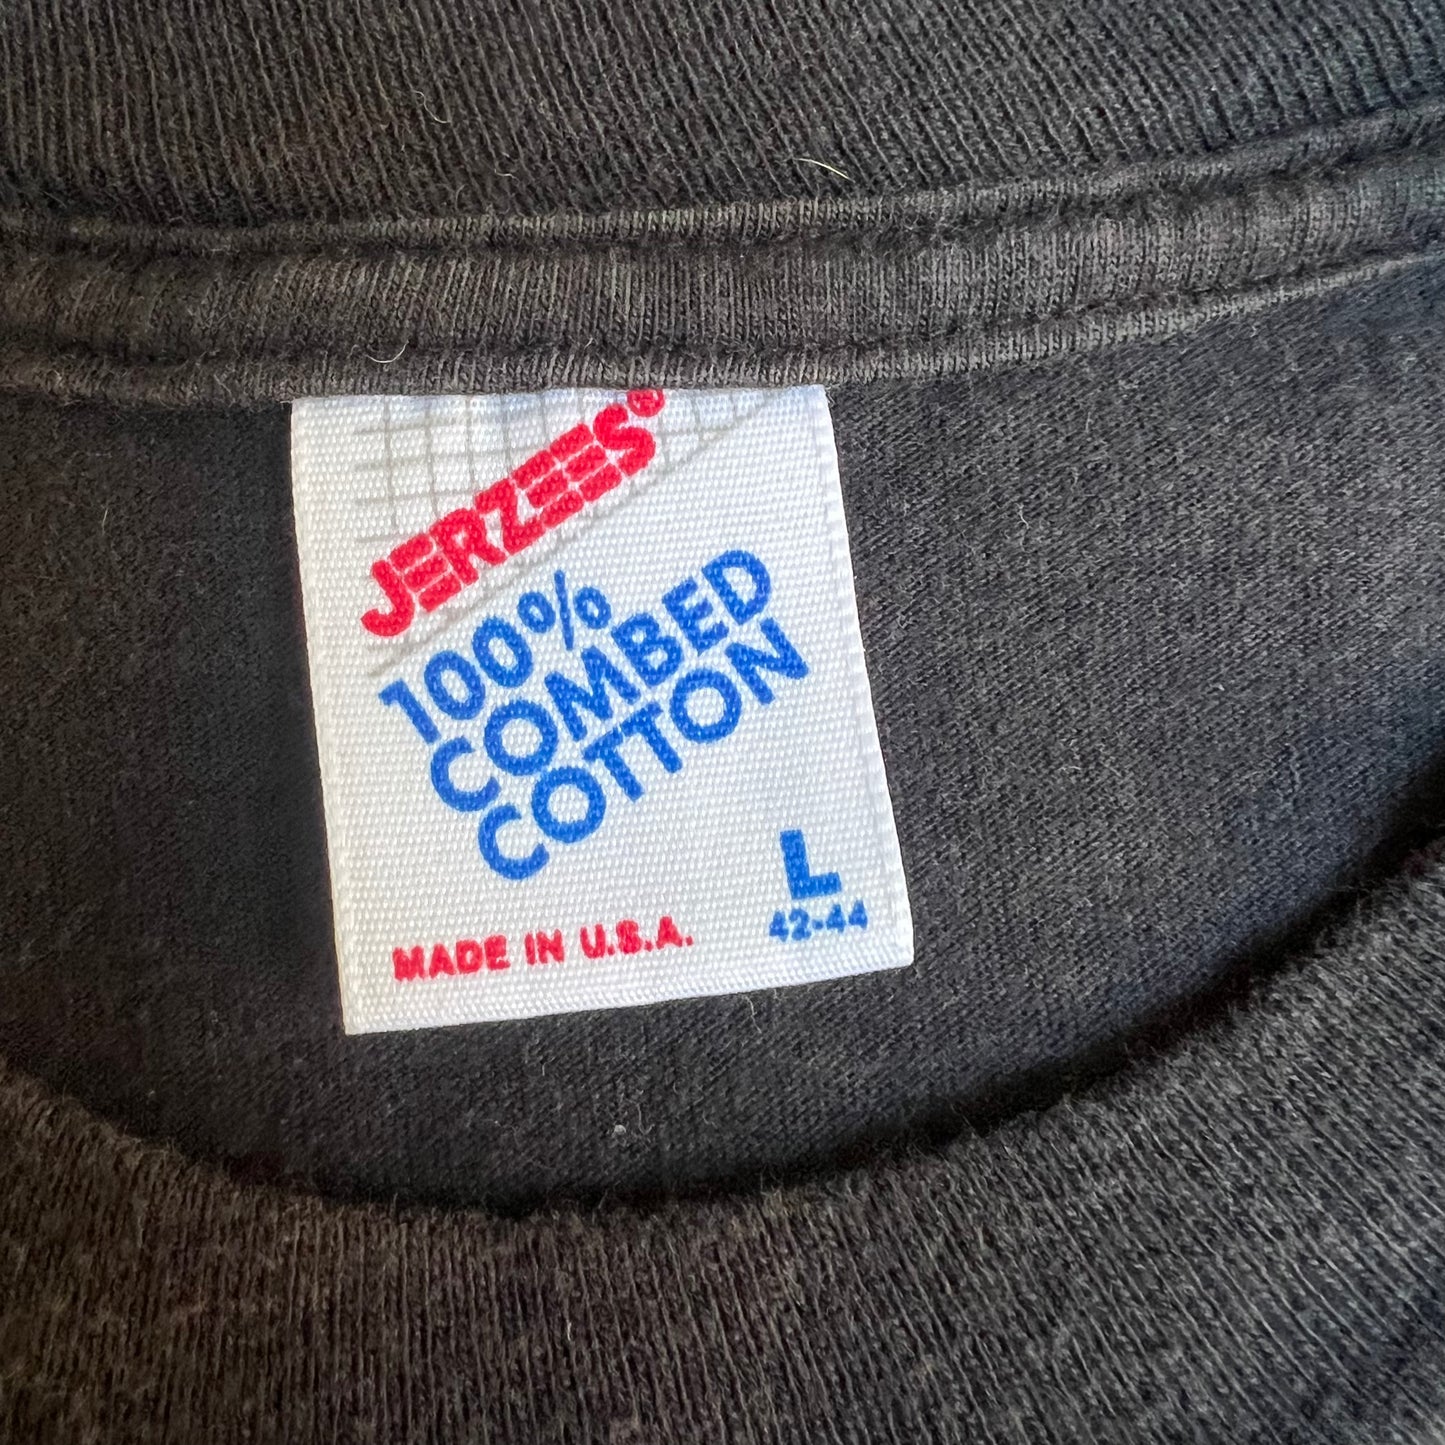 JERZEES®
100%
COMBED
COTTON
L
42-44
MADE IN U.S.A.